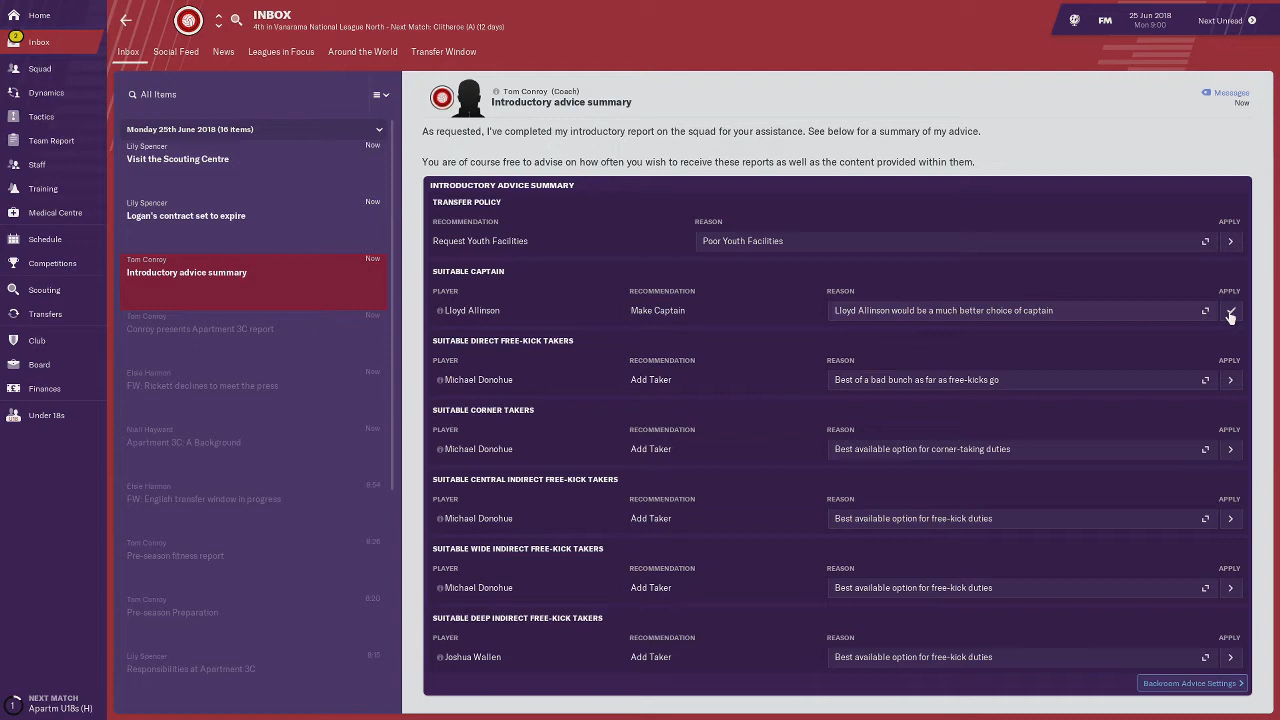 Home
2
Inbox
Squad
Dynamics
Tactics
Team Report
Staff
Training
Medical Centre
Schedule
Competitions
Scouting
Transfers
Club
Board
Finances
Under 18s
1
NEXT MATCH
Apartm U18s (H)
INBOX
4th in Vanarama National League North - Next Match: Clitheroe (A) (12 days)
FM
25 Jun 2018
Mon 9:00
Next Unread
Inbox
Social Feed
News
Leagues in Focus
Around the World
Transfer Window
All Items
Monday 25th June 2018 (16 items)
Lily Spencer
Now
Visit the Scouting Centre
Lily Spencer
Now
Logan's contract set to expire
Tom Conroy
Now
Introductory advice summary
Tom Conroy
Now
Conroy presents Apartment 3C report
Elsie Hannon
Now
FW: Rickett declines to meet the press
Niall Hayward
Now
Apartment 3C: A Background
Elsie Hannon
8:54
FW: English transfer window in progress
Tom Conroy
8:26
Pre-season fitness report
Tom Conroy
8:20
Pre-season Preparation
Lily Spencer
8:15
Responsibilities at Apartment 3C
Tom Conroy (Coach)
Introductory advice summary
Messages
Now
As requested, I've completed my introductory report on the squad for your assistance. See below for a summary of my advice.
You are of course free to advise on how often you wish to receive these reports as well as the content provided within them.
INTRODUCTORY ADVICE SUMMARY
TRANSFER POLICY
RECOMMENDATION REASON APPLY
Request Youth Facilities Poor Youth Facilities
SUITABLE CAPTAIN
PLAYER RECOMMENDATION REASON APPLY
Lloyd Allinson Make Captain Lloyd Allinson would be a much better choice of captain
SUITABLE DIRECT FREE-KICK TAKERS
PLAYER RECOMMENDATION REASON APPLY
Michael Donohue Add Taker Best of a bad bunch as far as free-kicks go
SUITABLE CORNER TAKERS
PLAYER RECOMMENDATION REASON APPLY
Michael Donohue Add Taker Best available option for corner-taking duties
SUITABLE CENTRAL INDIRECT FREE-KICK TAKERS
PLAYER RECOMMENDATION REASON APPLY
Michael Donohue Add Taker Best available option for free-kick duties
SUITABLE WIDE INDIRECT FREE-KICK TAKERS
PLAYER RECOMMENDATION REASON APPLY
Michael Donohue Add Taker Best available option for free-kick duties
SUITABLE DEEP INDIRECT FREE-KICK TAKERS
PLAYER RECOMMENDATION REASON APPLY
Joshua Wallen Add Taker Best available option for free-kick duties
Backroom Advice Settings